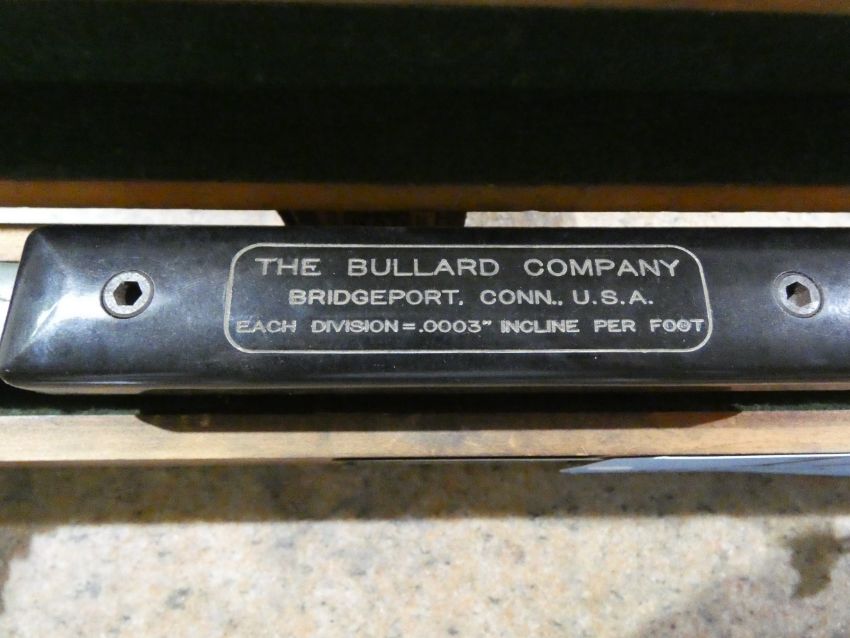 THE BULLARD COMPANY
BRIDGEPORT. CONN., U.S.A.
EACH DIVISION = .0003" INCLINE PER FOOT